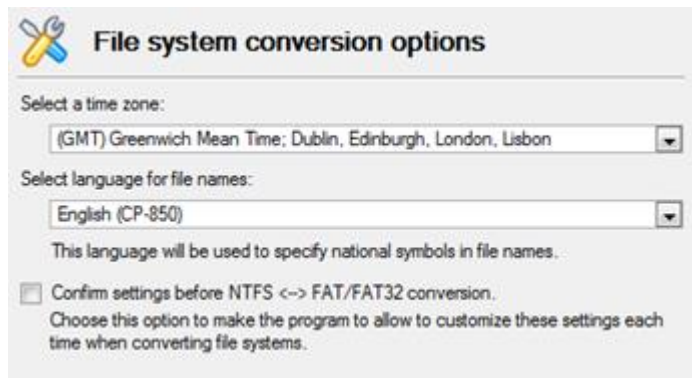 File system conversion options
Select a time zone:
(GMT) Greenwich Mean Time; Dublin, Edinburgh, London, Lisbon
Select language for file names:
English (CP-850)
This language will be used to specify national symbols in file names.
Confirm settings before NTFS <--> FAT/FAT32 conversion.
Choose this option to make the program to allow to customize these settings each
time when converting file systems.